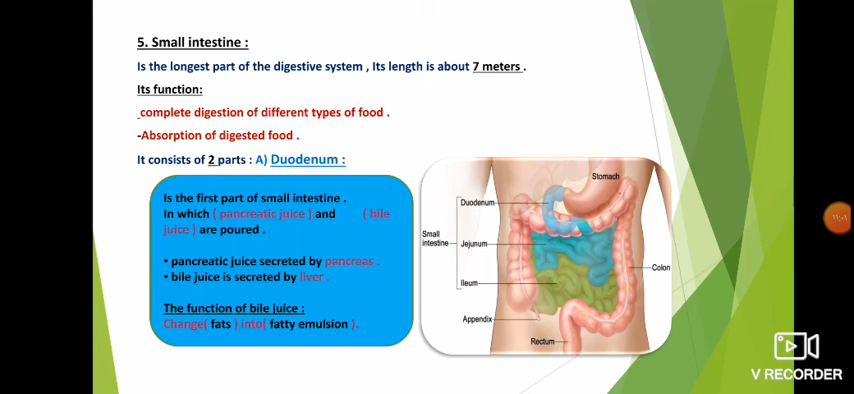 5. Small intestine :
Is the longest part of the digestive system , Its length is about 7 meters .
Its function:
_complete digestion of different types of food .
-Absorption of digested food .
It consists of 2 parts : A) Duodenum :
Is the first part of small intestine .
In which ( pancreatic juice ) and ( bile
juice ) are poured .
• pancreatic juice secreted by pancreas .
• bile juice is secreted by liver .
The function of bile juice :
Change( fats ) into( fatty emulsion ).
Stomach
Duodenum
Small
intestine
Jejunum
Colon
Ileum
Appendix
Rectum
V RECORDER